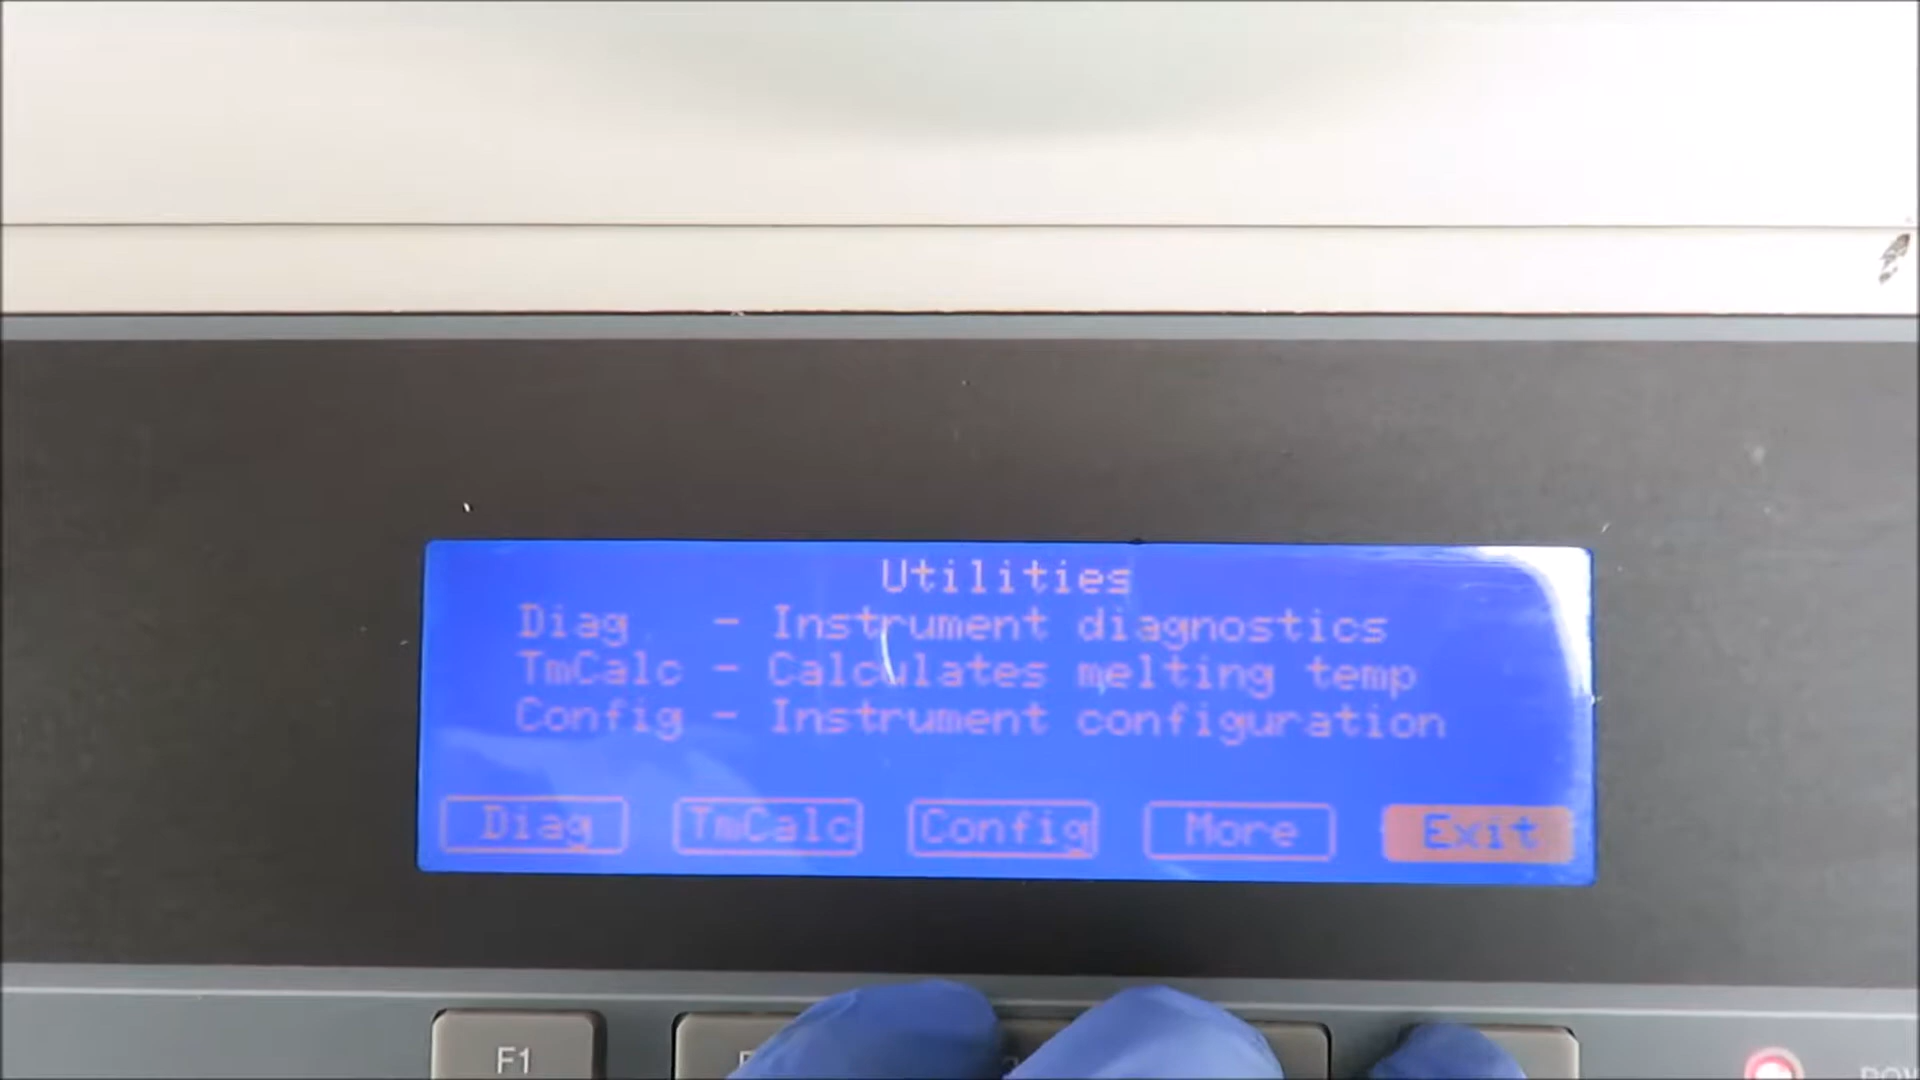 Utilities
Diag - Instrument diagnostics
TmCalc - Calculates melting temp
Config - Instrument configuration
Diag TmCalc Config More Exit
F1